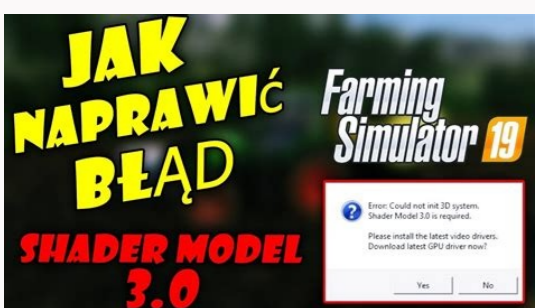 JAK
NAPRAWIć
BŁĄD
SHADER MODEL
3.0
Farming
Simulator 19
Error: Could not init 3D system.
Shader Model 3.0 is required.
Please install the latest video drivers.
Download latest GPU driver now?
Yes
No